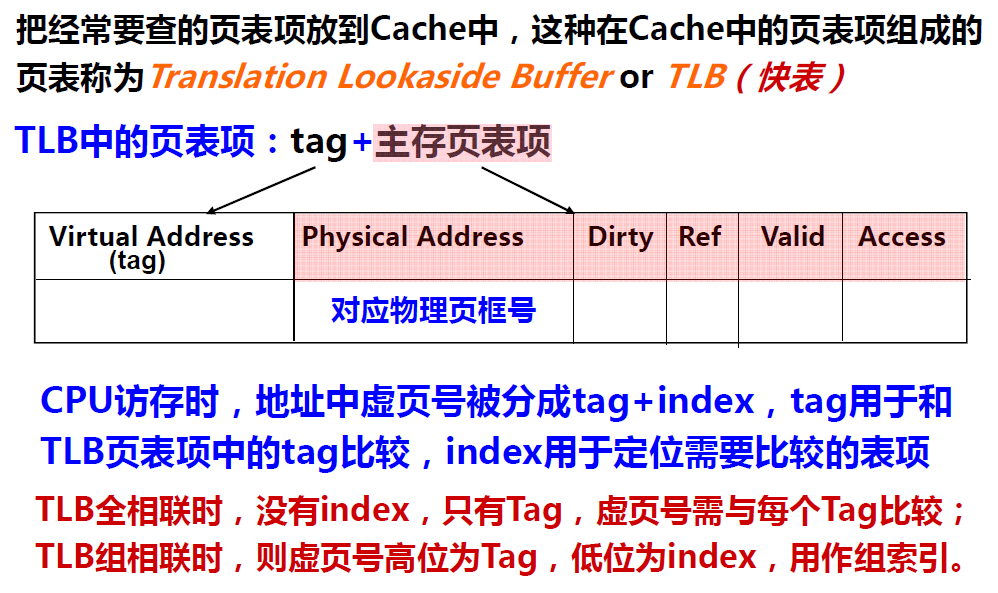 把经常要查的页表项放到Cache中，这种在Cache中的页表项组成的
页表称为Translation Lookaside Buffer or TLB（快表）
TLB中的页表项：tag+主存页表项
Virtual Address Physical Address Dirty Ref Valid Access
(tag)
对应物理页框号
CPU访存时，地址中虚页号被分成tag+index，tag用于和
TLB页表项中的tag比较，index用于定位需要比较的表项
TLB全相联时，没有index，只有Tag，虚页号需与每个Tag比较；
TLB组相联时，则虚页号高位为Tag，低位为index，用作组索引。